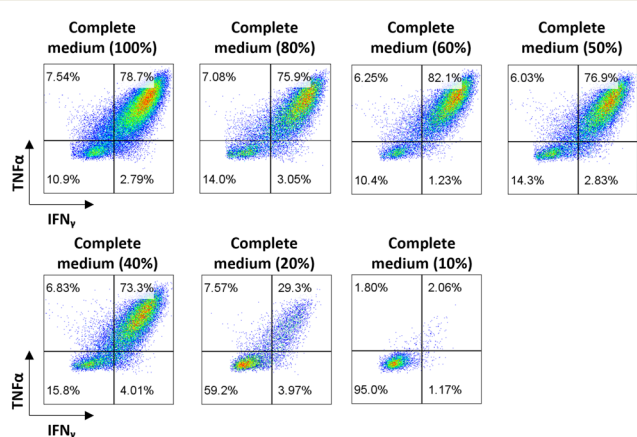 Complete medium (100%)
Complete medium (80%)
Complete medium (60%)
Complete medium (50%)
7.54% 78.7%
7.08% 75.9%
6.25% 82.1%
6.03% 76.9%
TNFα
10.9% 2.79%
14.0% 3.05%
10.4% 1.23%
14.3% 2.83%
IFNγ
Complete medium (40%)
Complete medium (20%)
Complete medium (10%)
6.83% 73.3%
7.57% 29.3%
1.80% 2.06%
TNFα
15.8% 4.01%
59.2% 3.97%
95.0% 1.17%
IFNγ